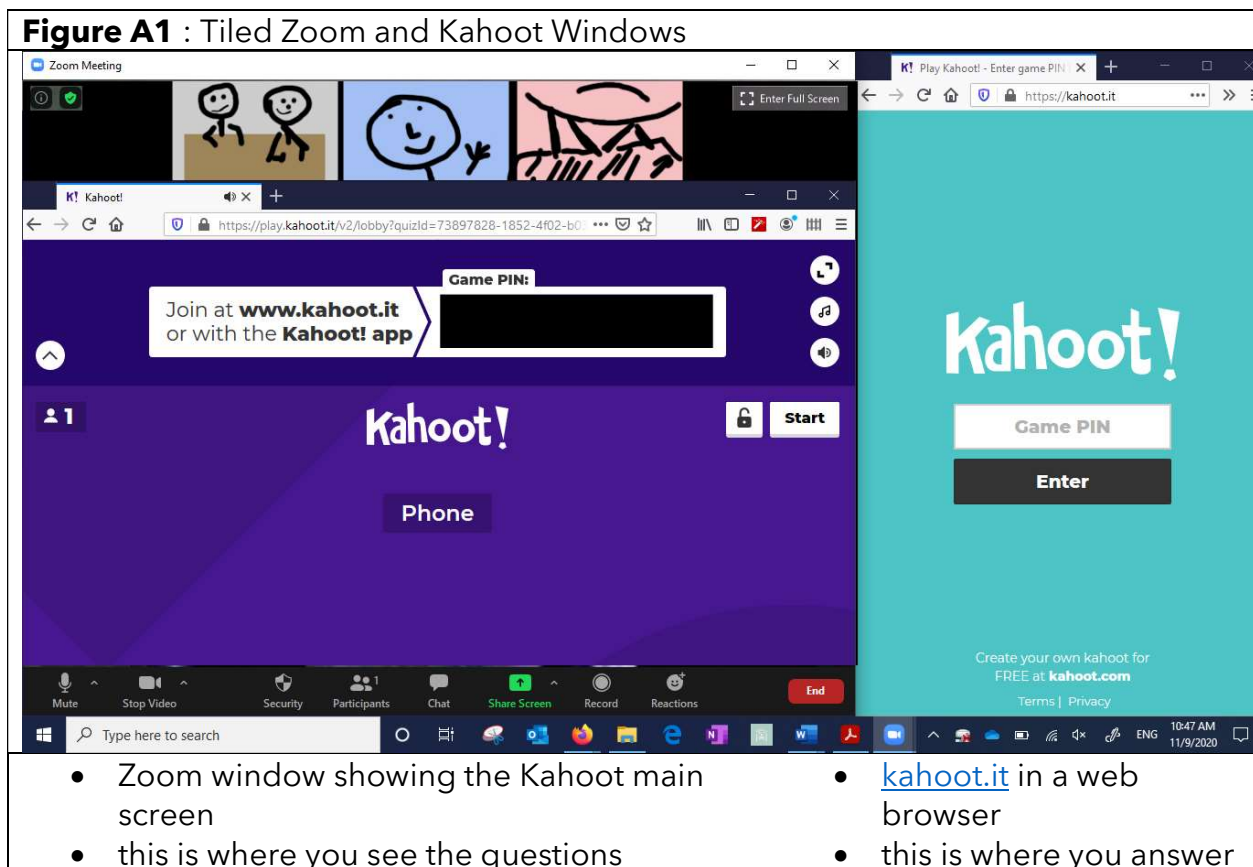 Figure A1 : Tiled Zoom and Kahoot Windows
Zoom Meeting
Enter Full Screen
K! Kahoot!
https://play.kahoot.it/v2/lobby?quizId=73897828-1852-4f02-b0
Game PIN:
Join at www.kahoot.it
or with the Kahoot! app
1
Kahoot!
Start
Phone
Mute
Stop Video
Security
1
Participants
Chat
Share Screen
Record
Reactions
End
K! Play Kahoot! - Enter game PIN
https://kahoot.it
Kahoot!
Game PIN
Enter
Create your own kahoot for
FREE at kahoot.com
Terms | Privacy
Type here to search
ENG
10:47 AM
11/9/2020
• Zoom window showing the Kahoot main
screen
• this is where you see the questions
• kahoot.it in a web
browser
• this is where you answer